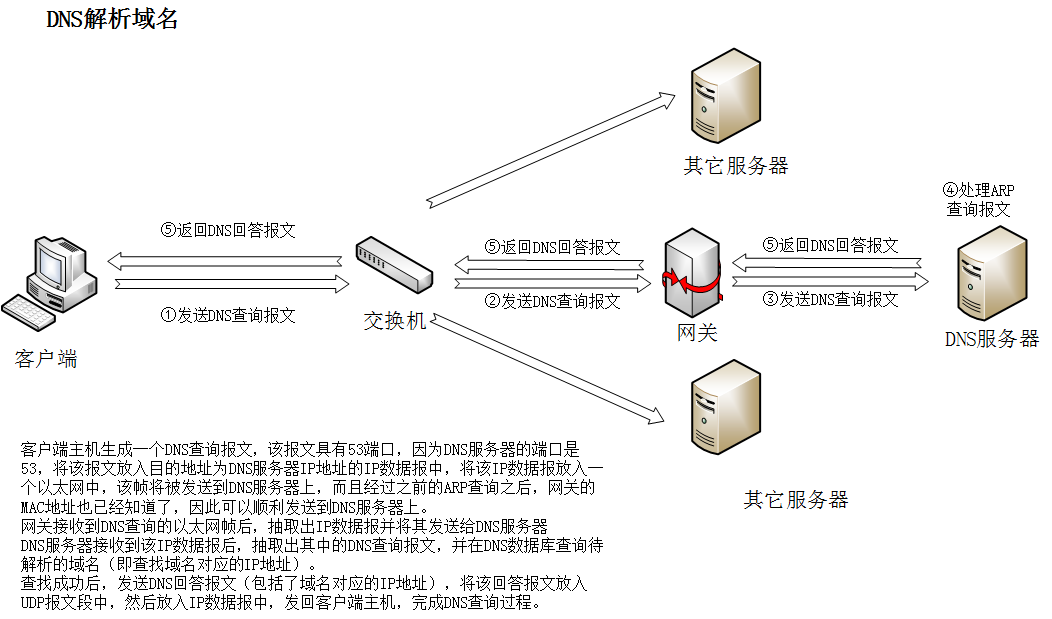 DNS解析域名
其它服务器
④处理ARP
查询报文
⑤返回DNS回答报文
⑤返回DNS回答报文
⑤返回DNS回答报文
①发送DNS查询报文
②发送DNS查询报文
③发送DNS查询报文
客户端
交换机
网关
DNS服务器
其它服务器
客户端主机生成一个DNS查询报文，该报文具有53端口，因为DNS服务器的端口是
53，将该报文放入目的地址为DNS服务器IP地址的IP数据报中，将该IP数据报放入一
个以太网中，该帧将被发送到DNS服务器上，而且经过之前的ARP查询之后，网关的
MAC地址也已经知道了，因此可以顺利发送到DNS服务器上。
网关接收到DNS查询的以太网帧后，抽取出IP数据报并将其发送给DNS服务器
DNS服务器接收到该IP数据报后，抽取出其中的DNS查询报文，并在DNS数据库查询待
解析的域名（即查找域名对应的IP地址）。
查找成功后，发送DNS回答报文（包括了域名对应的IP地址），将该回答报文放入
UDP报文段中，然后放入IP数据报中，发回客户端主机，完成DNS查询过程。